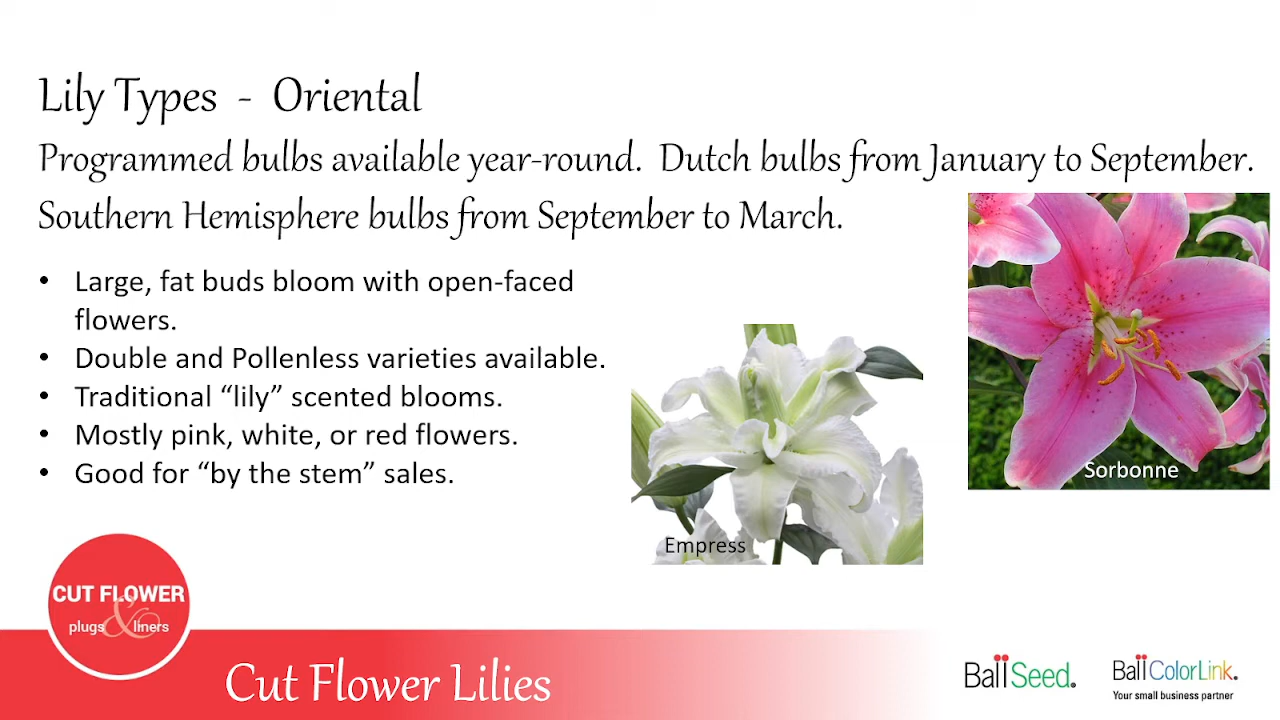 Lily Types - Oriental
Programmed bulbs available year-round. Dutch bulbs from January to September.
Southern Hemisphere bulbs from September to March.
• Large, fat buds bloom with open-faced
flowers.
• Double and Pollenless varieties available.
• Traditional “lily” scented blooms.
• Mostly pink, white, or red flowers.
• Good for “by the stem” sales.
Sorbonne
Empress
CUT FLOWER
plugs & liners
Cut Flower Lilies
Ball Seed.
Ball ColorLink.
Your small business partner